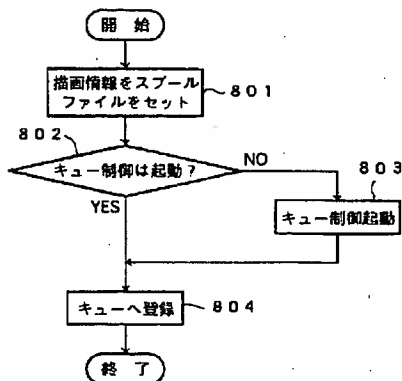 開 始
描画情報をスプール
ファイルをセット
801
802
キュー制御は起動？
NO
803
YES
キュー制御起動
キューへ登録
804
終 了